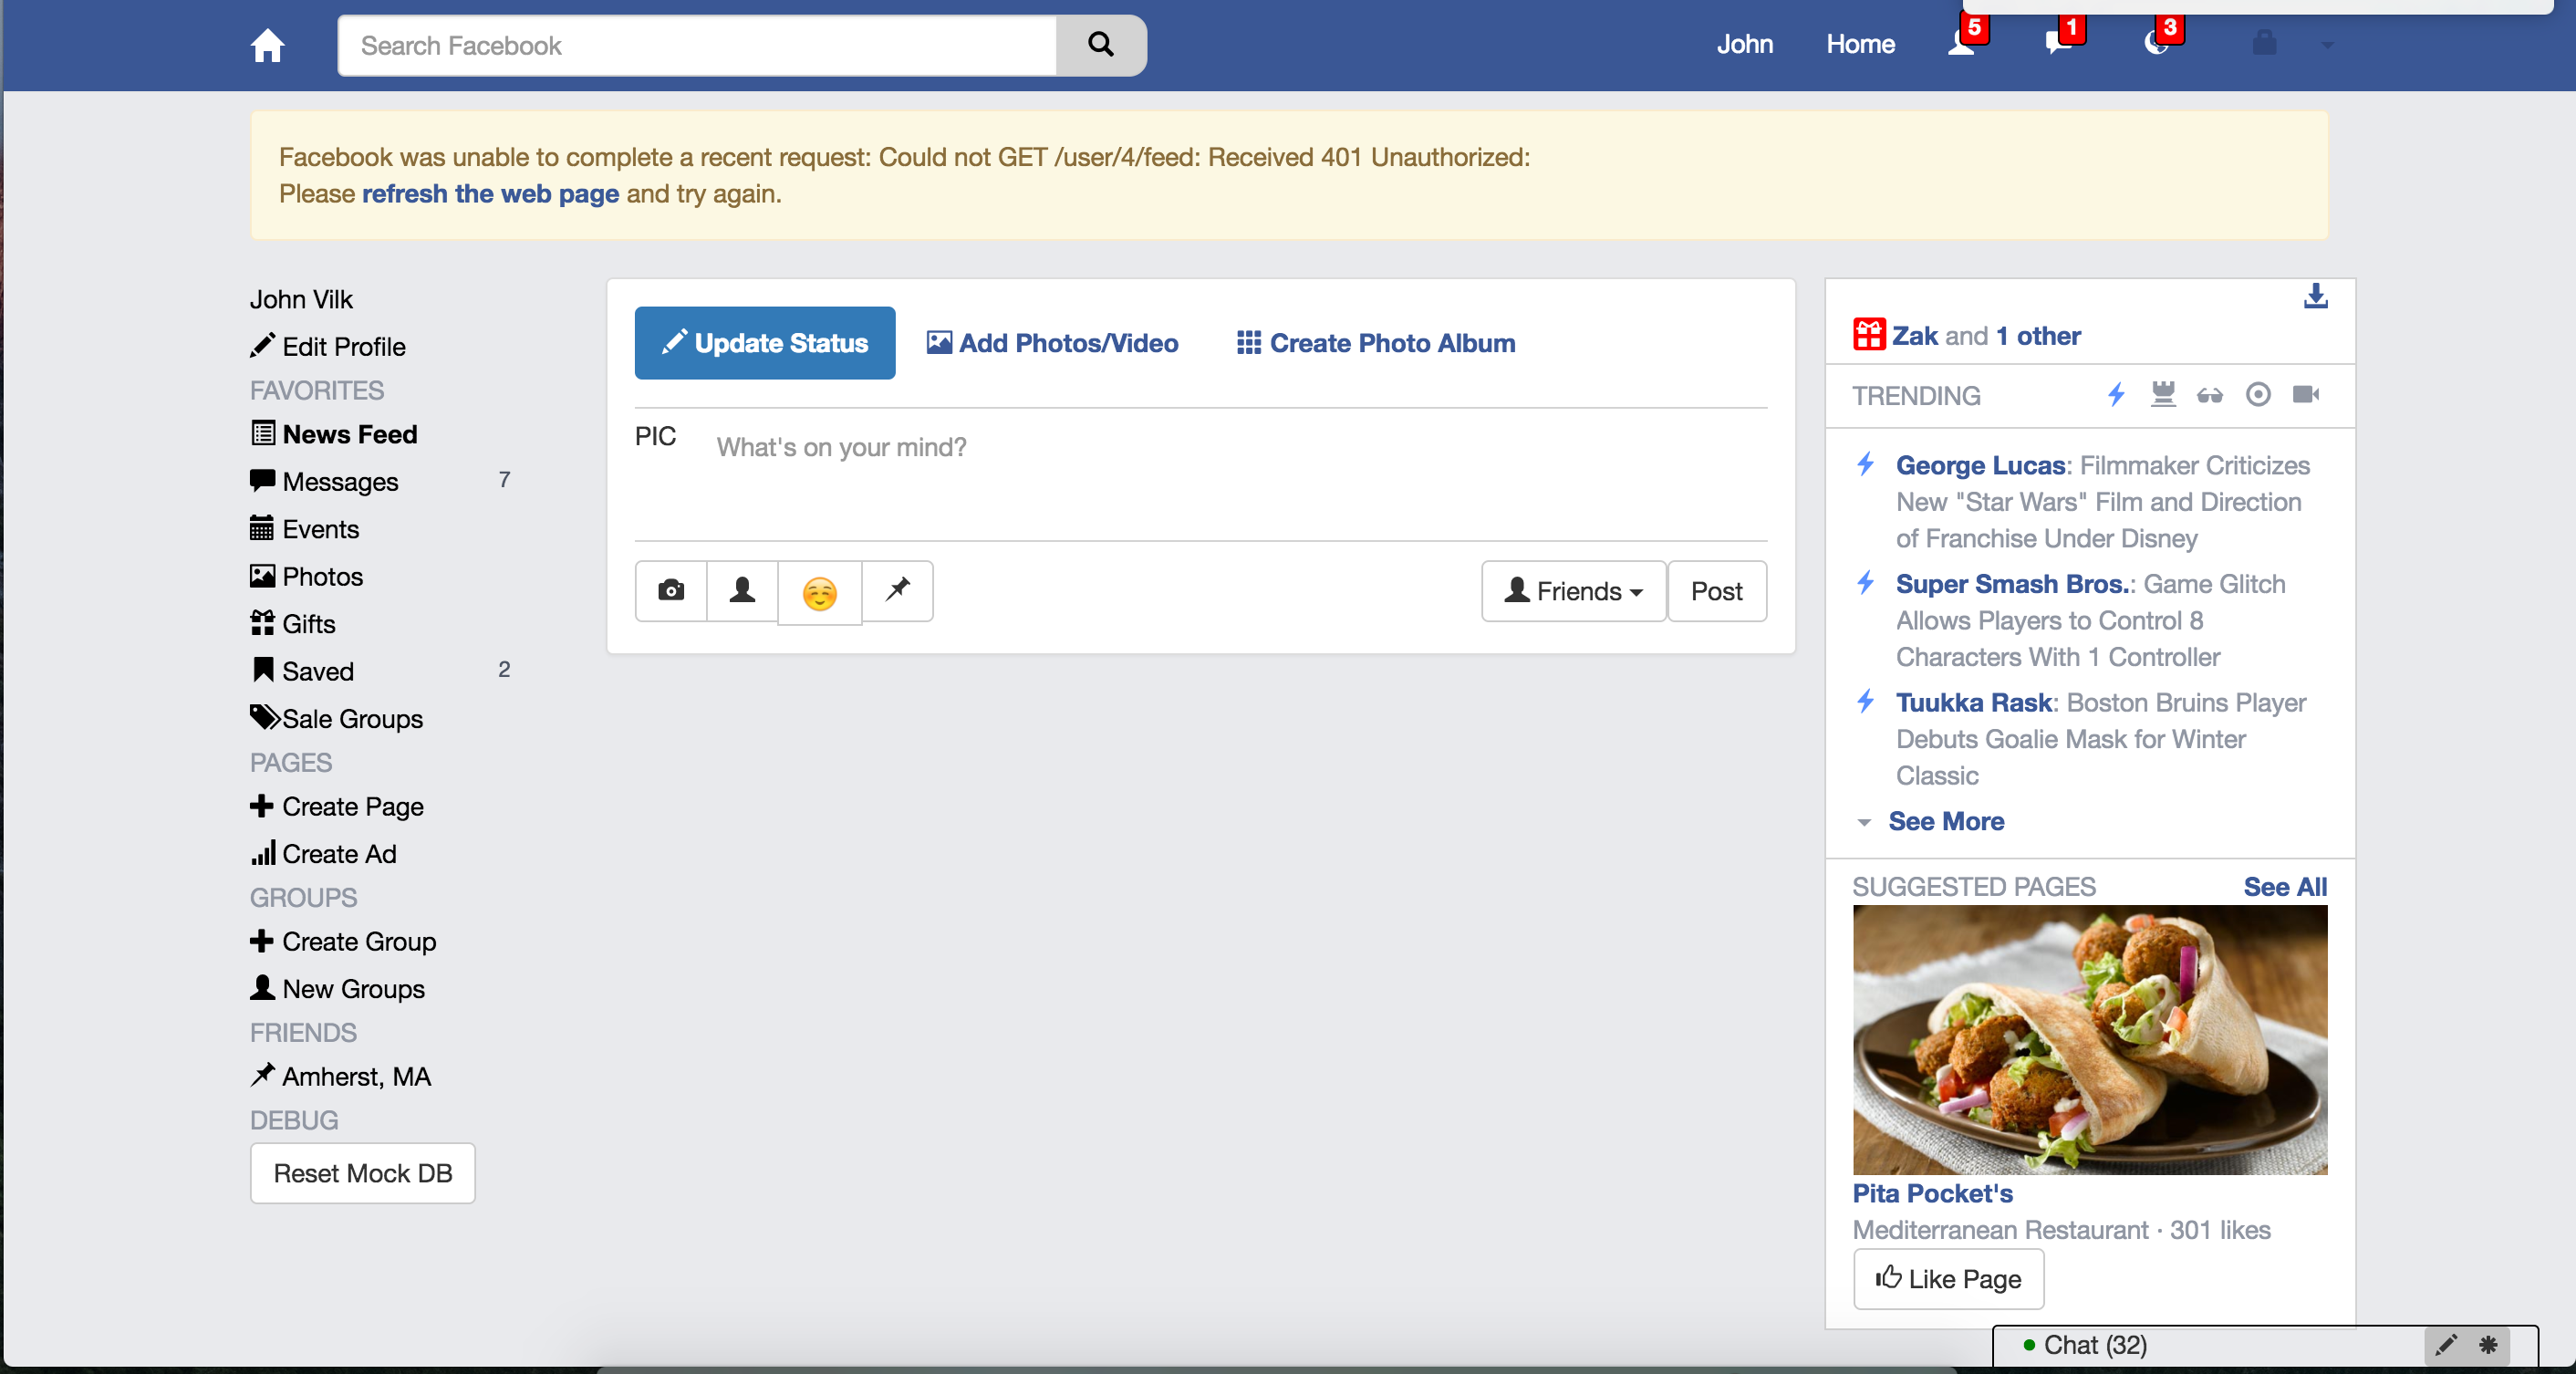 Search Facebook
John
Home
5
1
3
Facebook was unable to complete a recent request: Could not GET /user/4/feed: Received 401 Unauthorized:
Please refresh the web page and try again.
John Vilk
Edit Profile
FAVORITES
News Feed
Messages 7
Events
Photos
Gifts
Saved 2
Sale Groups
PAGES
Create Page
Create Ad
GROUPS
Create Group
New Groups
FRIENDS
Amherst, MA
DEBUG
Reset Mock DB
Update Status
Add Photos/Video
Create Photo Album
PIC
What's on your mind?
Friends
Post
Zak and 1 other
TRENDING
George Lucas: Filmmaker Criticizes
New "Star Wars" Film and Direction
of Franchise Under Disney
Super Smash Bros.: Game Glitch
Allows Players to Control 8
Characters With 1 Controller
Tuukka Rask: Boston Bruins Player
Debuts Goalie Mask for Winter
Classic
See More
SUGGESTED PAGES See All
Pita Pocket's
Mediterranean Restaurant · 301 likes
Like Page
Chat (32)